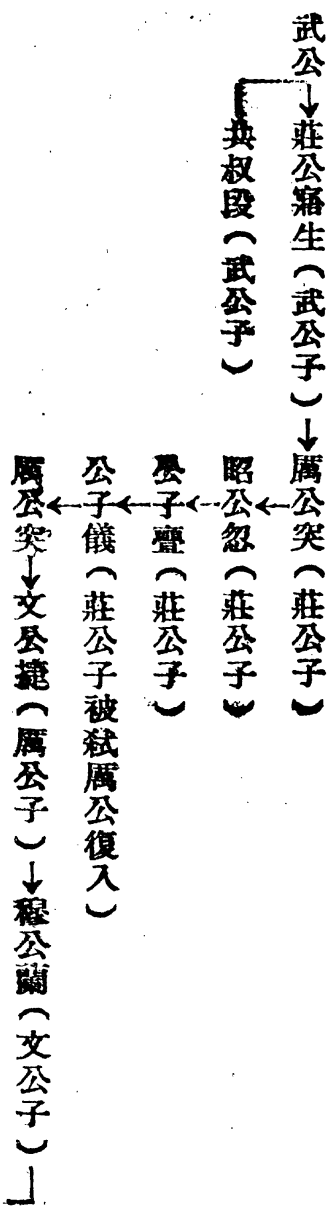 武公→莊公寤生（武公子）→厲公突（莊公子）
共叔段（武公子）
昭公忽（莊公子）
公子亹（莊公子）
公子儀（莊公子被弒厲公復入）
厲公突→文公捷（厲公子）→穆公蘭（文公子）